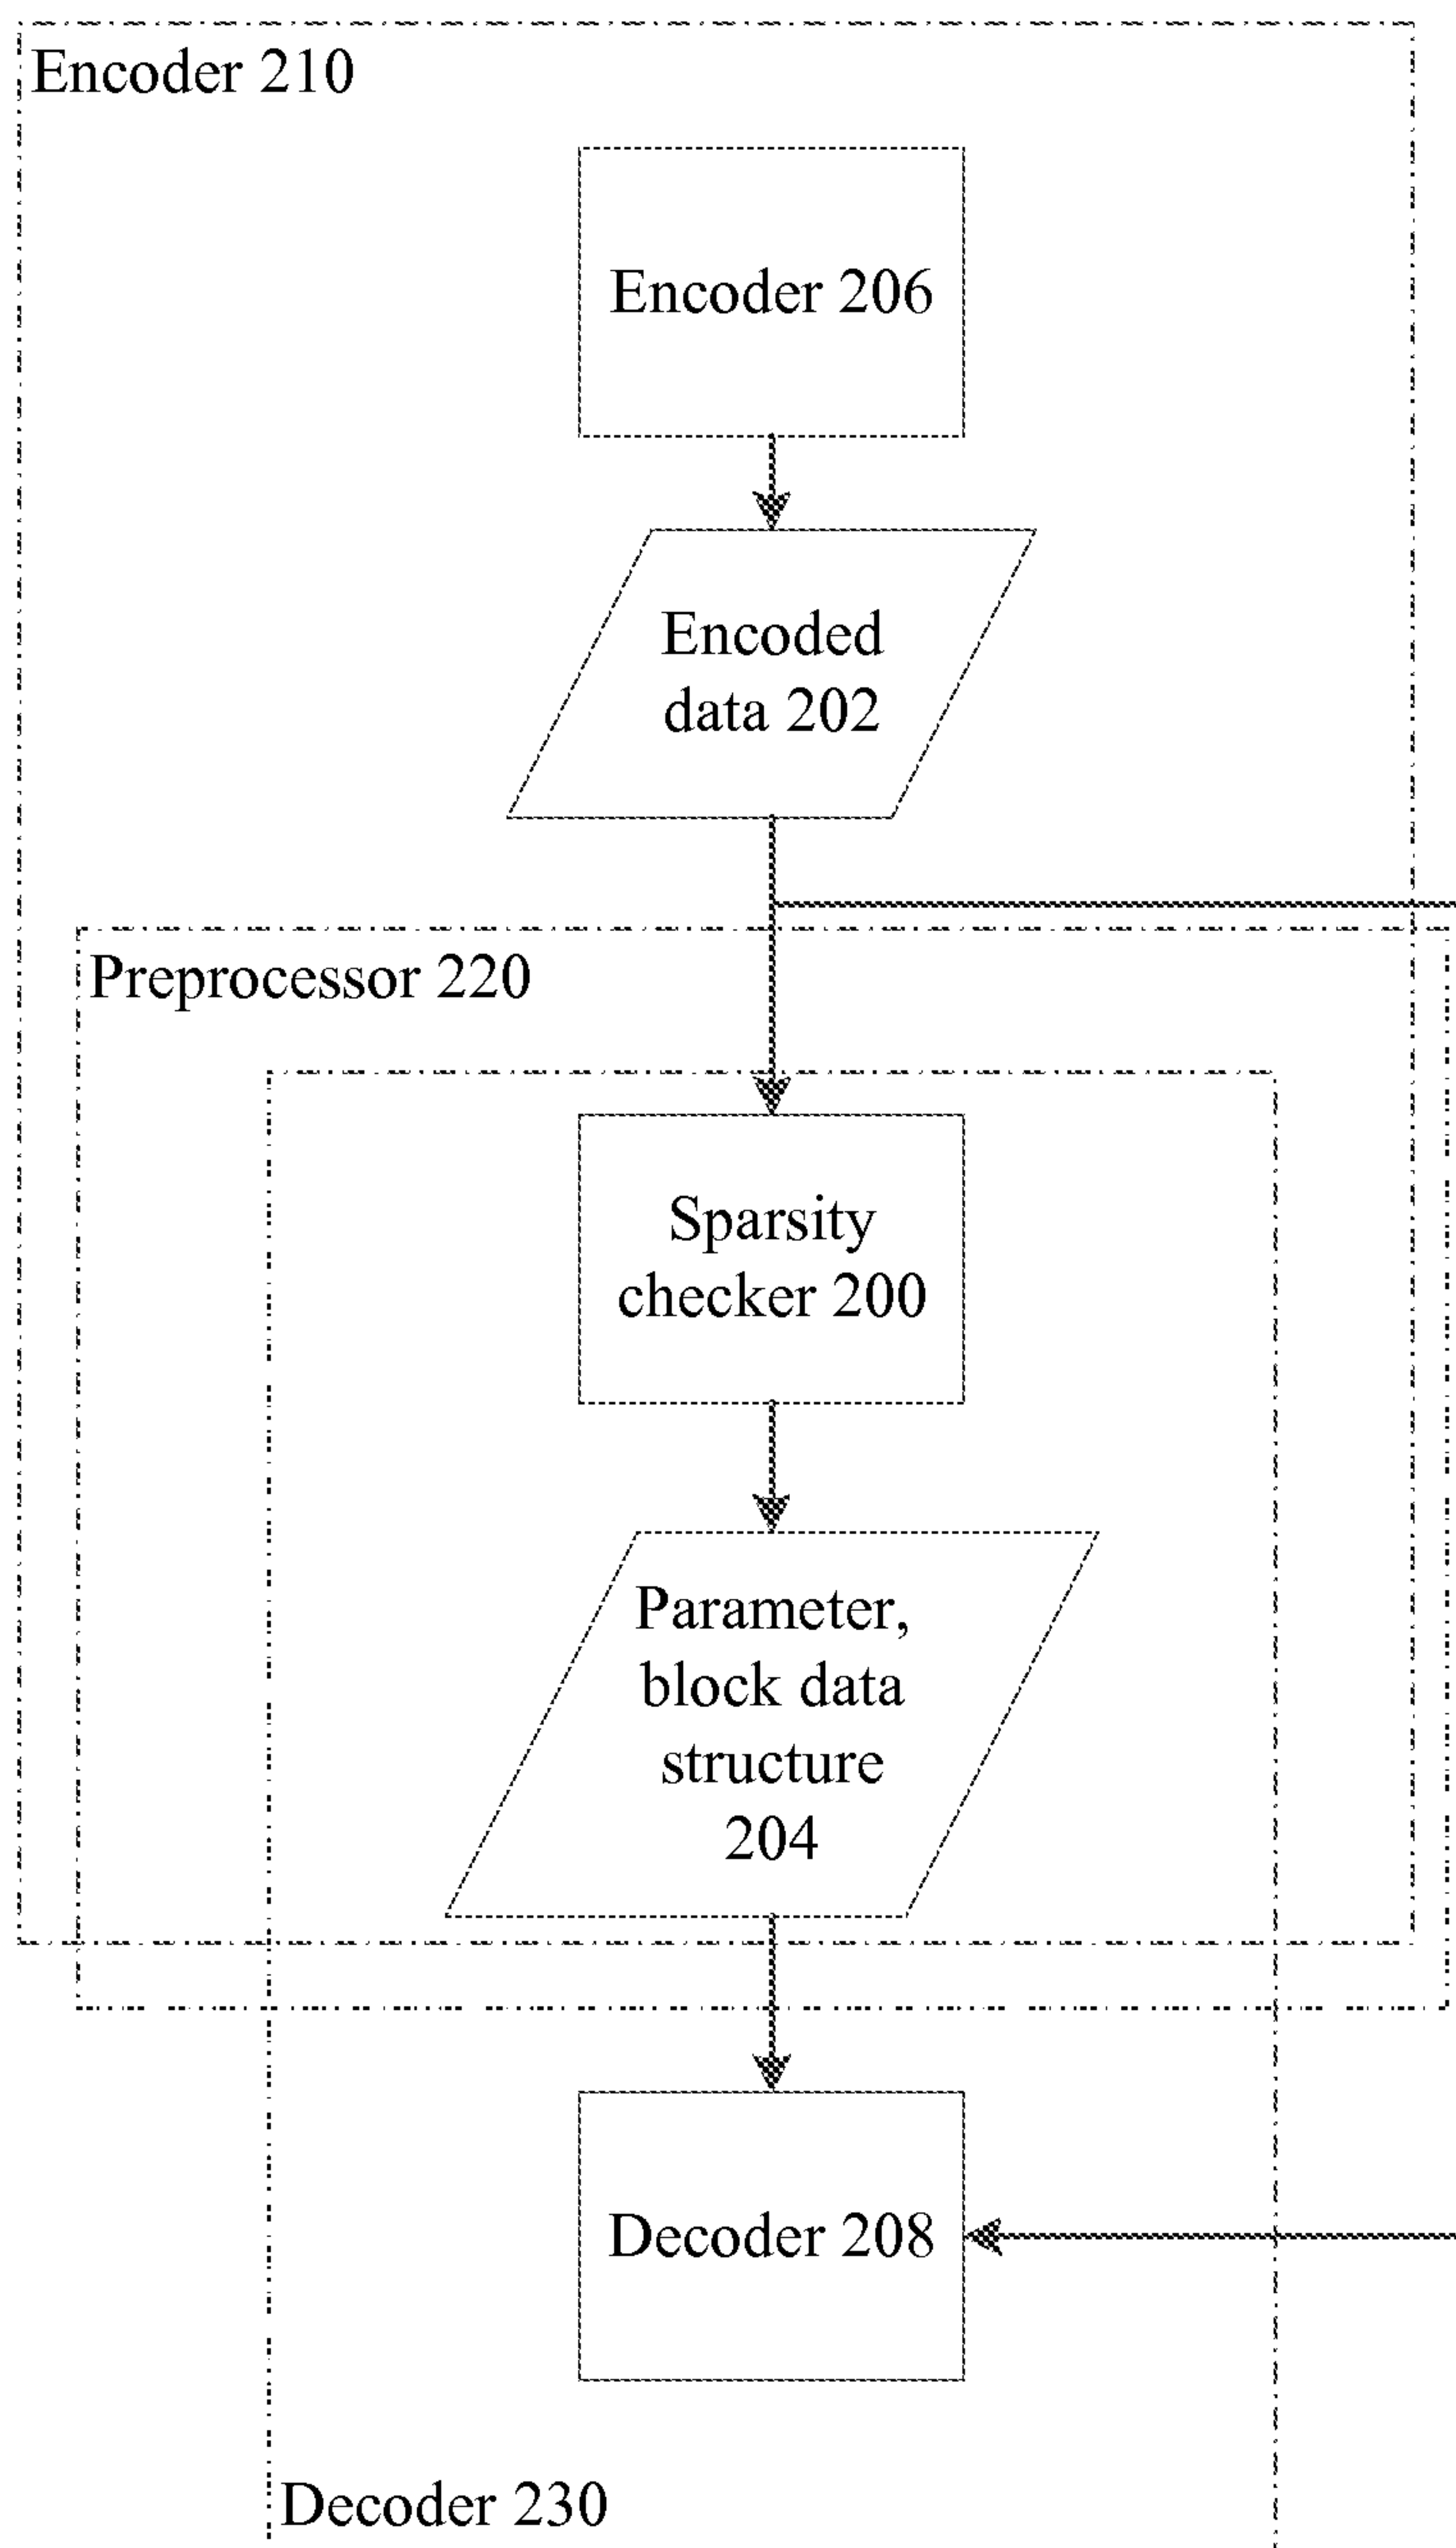 Encoder 210
Encoder 206
Encoded
data 202
Preprocessor 220
Sparsity
checker 200
Parameter,
block data
structure
204
Decoder 208
Decoder 230